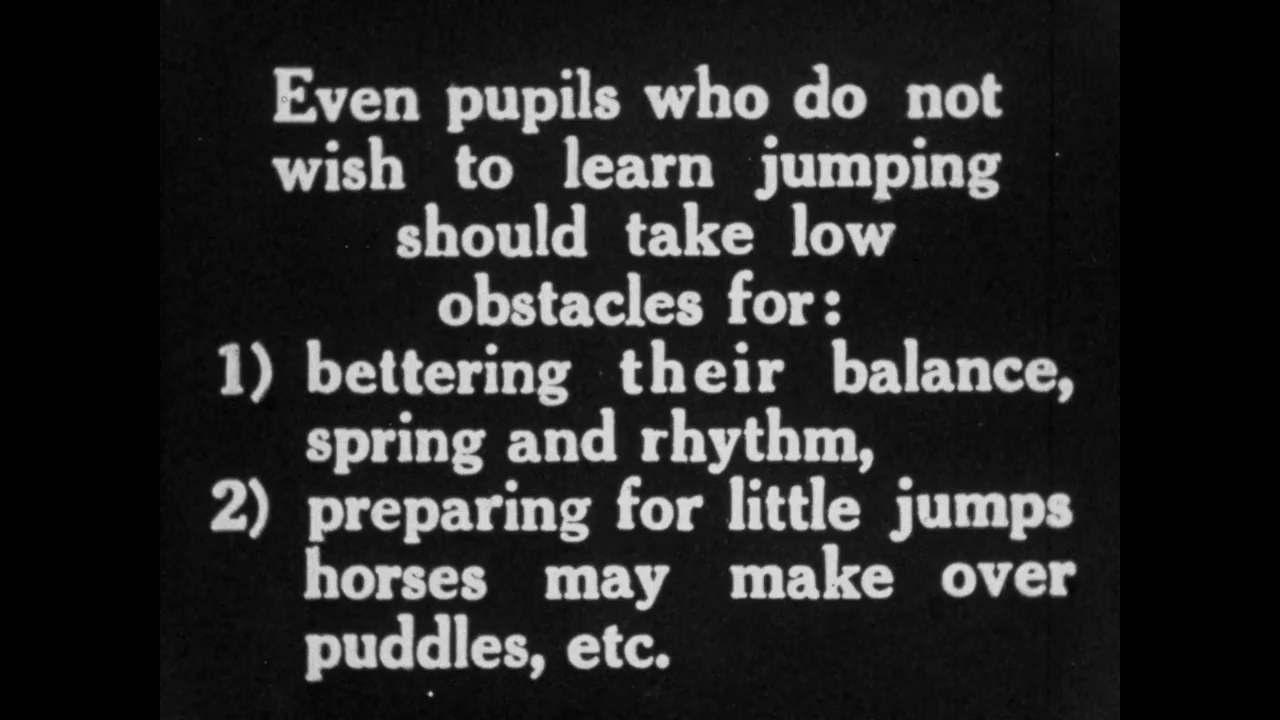 Even pupils who do not
wish to learn jumping
should take low
obstacles for:
1) bettering their balance,
spring and rhythm,
2) preparing for little jumps
horses may make over
puddles, etc.